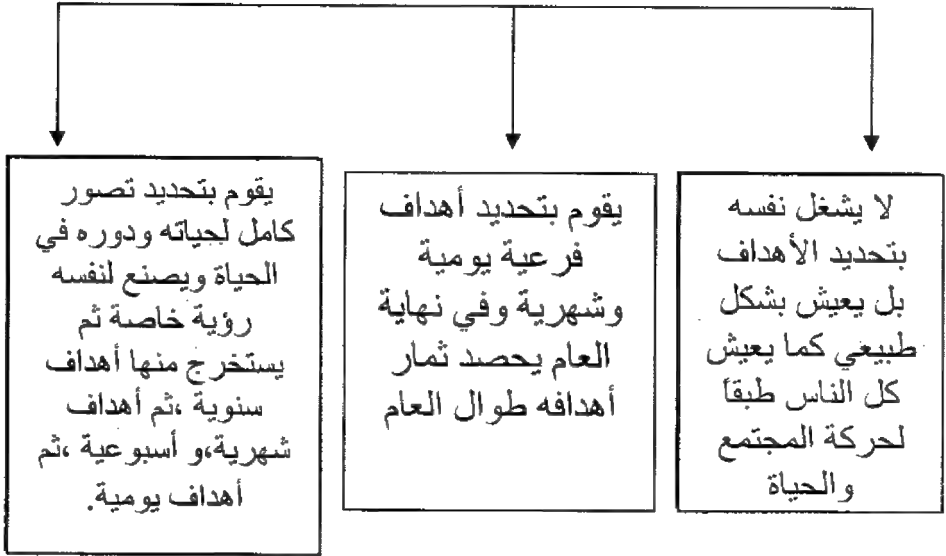 لا يشغل نفسه
بتحديد الأهداف
بل يعيش بشكل
طبيعي كما يعيش
كل الناس طبقاً
لحركة المجتمع
والحياة
يقوم بتحديد أهداف
فرعية يومية
وشهرية وفي نهاية
العام يحصد ثمار
أهدافه طوال العام
يقوم بتحديد تصور
كامل لحياته ودوره في
الحياة ويصنع لنفسه
رؤية خاصة ثم
يستخرج منها أهداف
سنوية ،ثم أهداف
شهرية،و أسبوعية ،ثم
أهداف يومية.